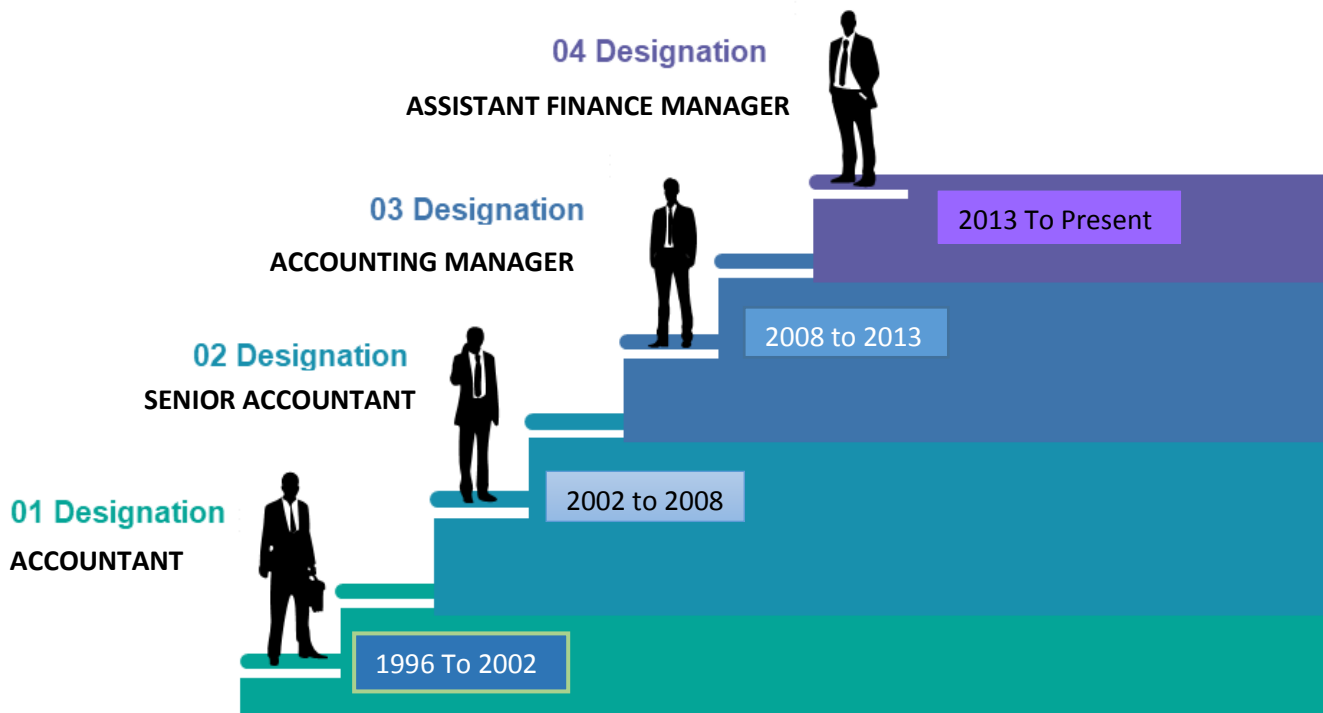 04 Designation
ASSISTANT FINANCE MANAGER
2013 To Present
03 Designation
ACCOUNTING MANAGER
2008 to 2013
02 Designation
SENIOR ACCOUNTANT
2002 to 2008
01 Designation
ACCOUNTANT
1996 To 2002